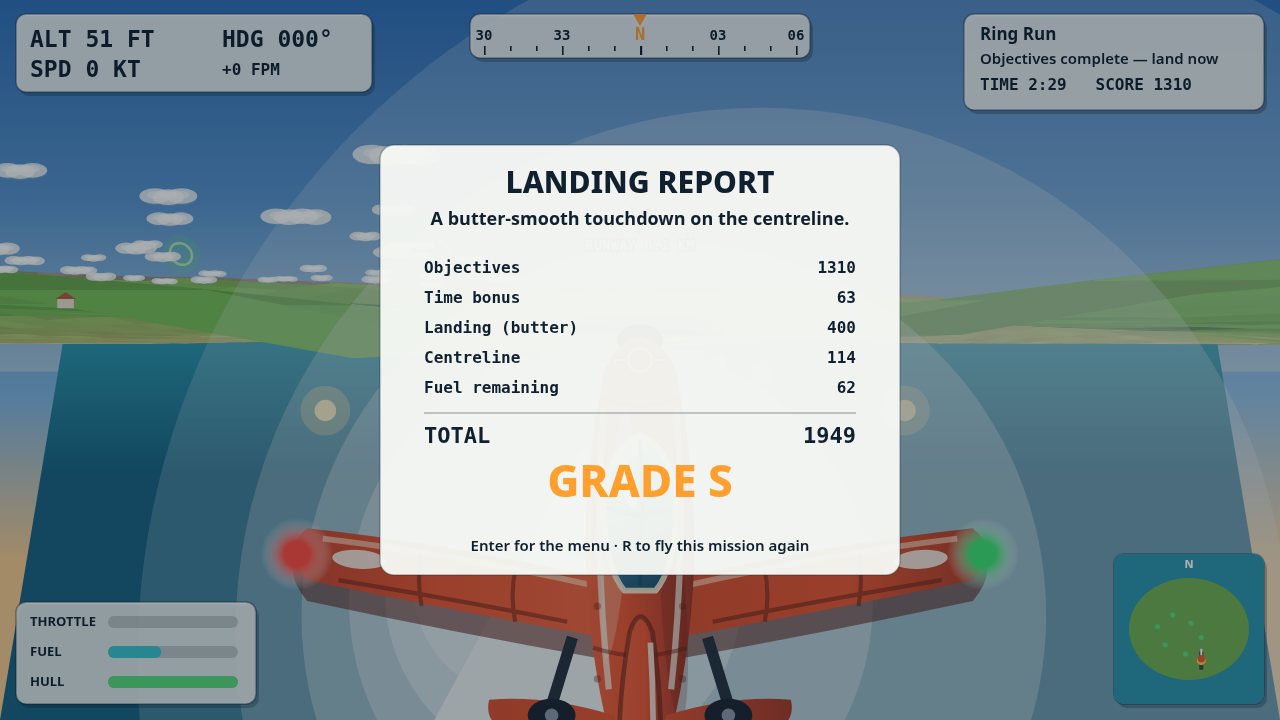 ALT 51 FT HDG 000°
SPD 0 KT +0 FPM
30 33 N 03 06
Ring Run
Objectives complete — land now
TIME 2:29 SCORE 1310
LANDING REPORT
A butter-smooth touchdown on the centreline.
Objectives 1310
Time bonus 63
Landing (butter) 400
Centreline 114
Fuel remaining 62
TOTAL 1949
GRADE S
Enter for the menu · R to fly this mission again
THROTTLE
FUEL
HULL
N